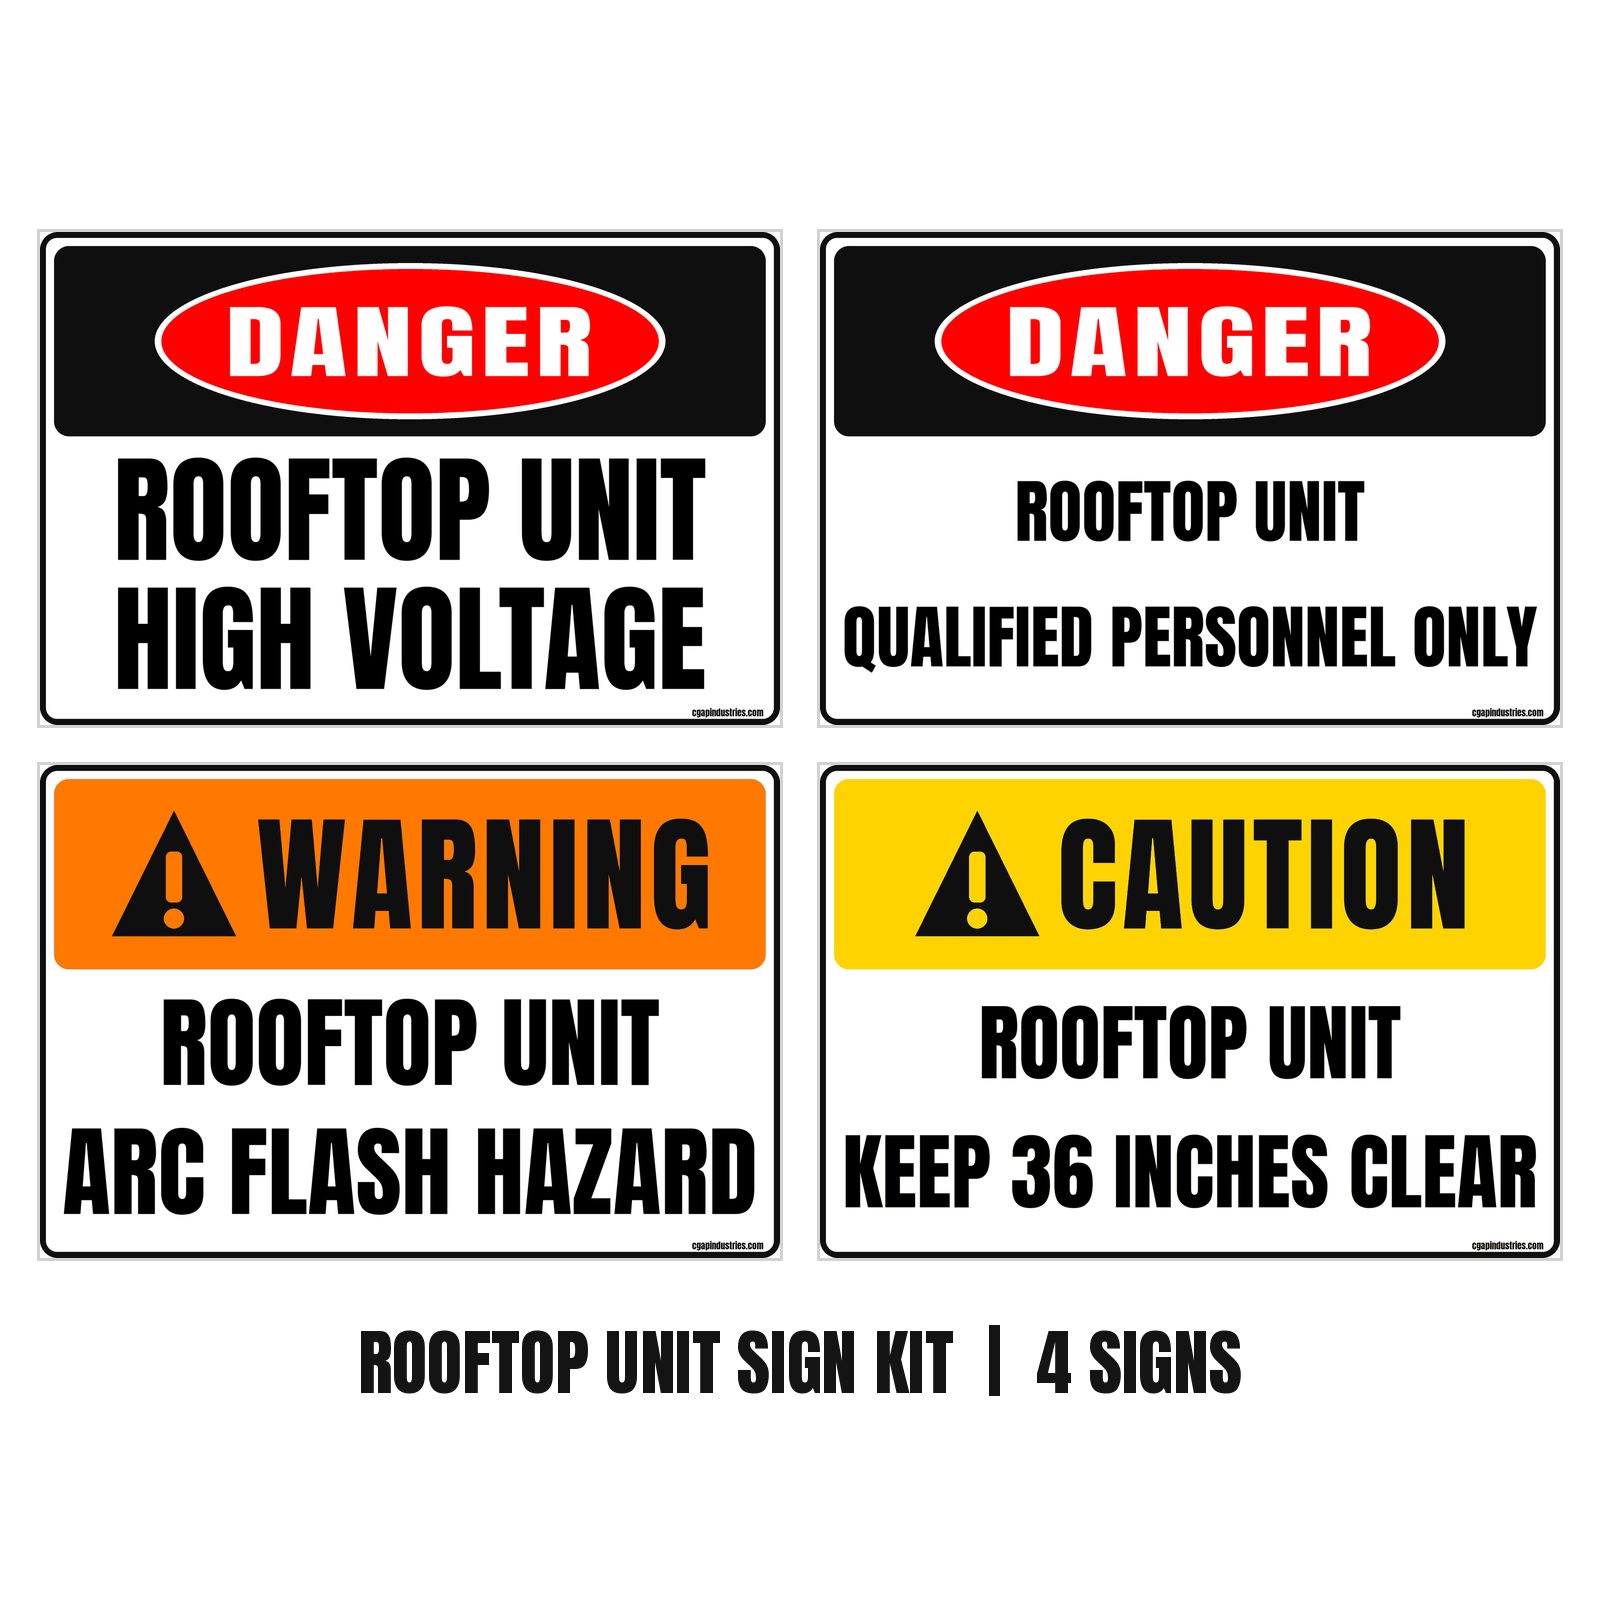 DANGER
ROOFTOP UNIT
HIGH VOLTAGE
cgapindustries.com
DANGER
ROOFTOP UNIT
QUALIFIED PERSONNEL ONLY
cgapindustries.com
WARNING
ROOFTOP UNIT
ARC FLASH HAZARD
cgapindustries.com
CAUTION
ROOFTOP UNIT
KEEP 36 INCHES CLEAR
cgapindustries.com
ROOFTOP UNIT SIGN KIT | 4 SIGNS